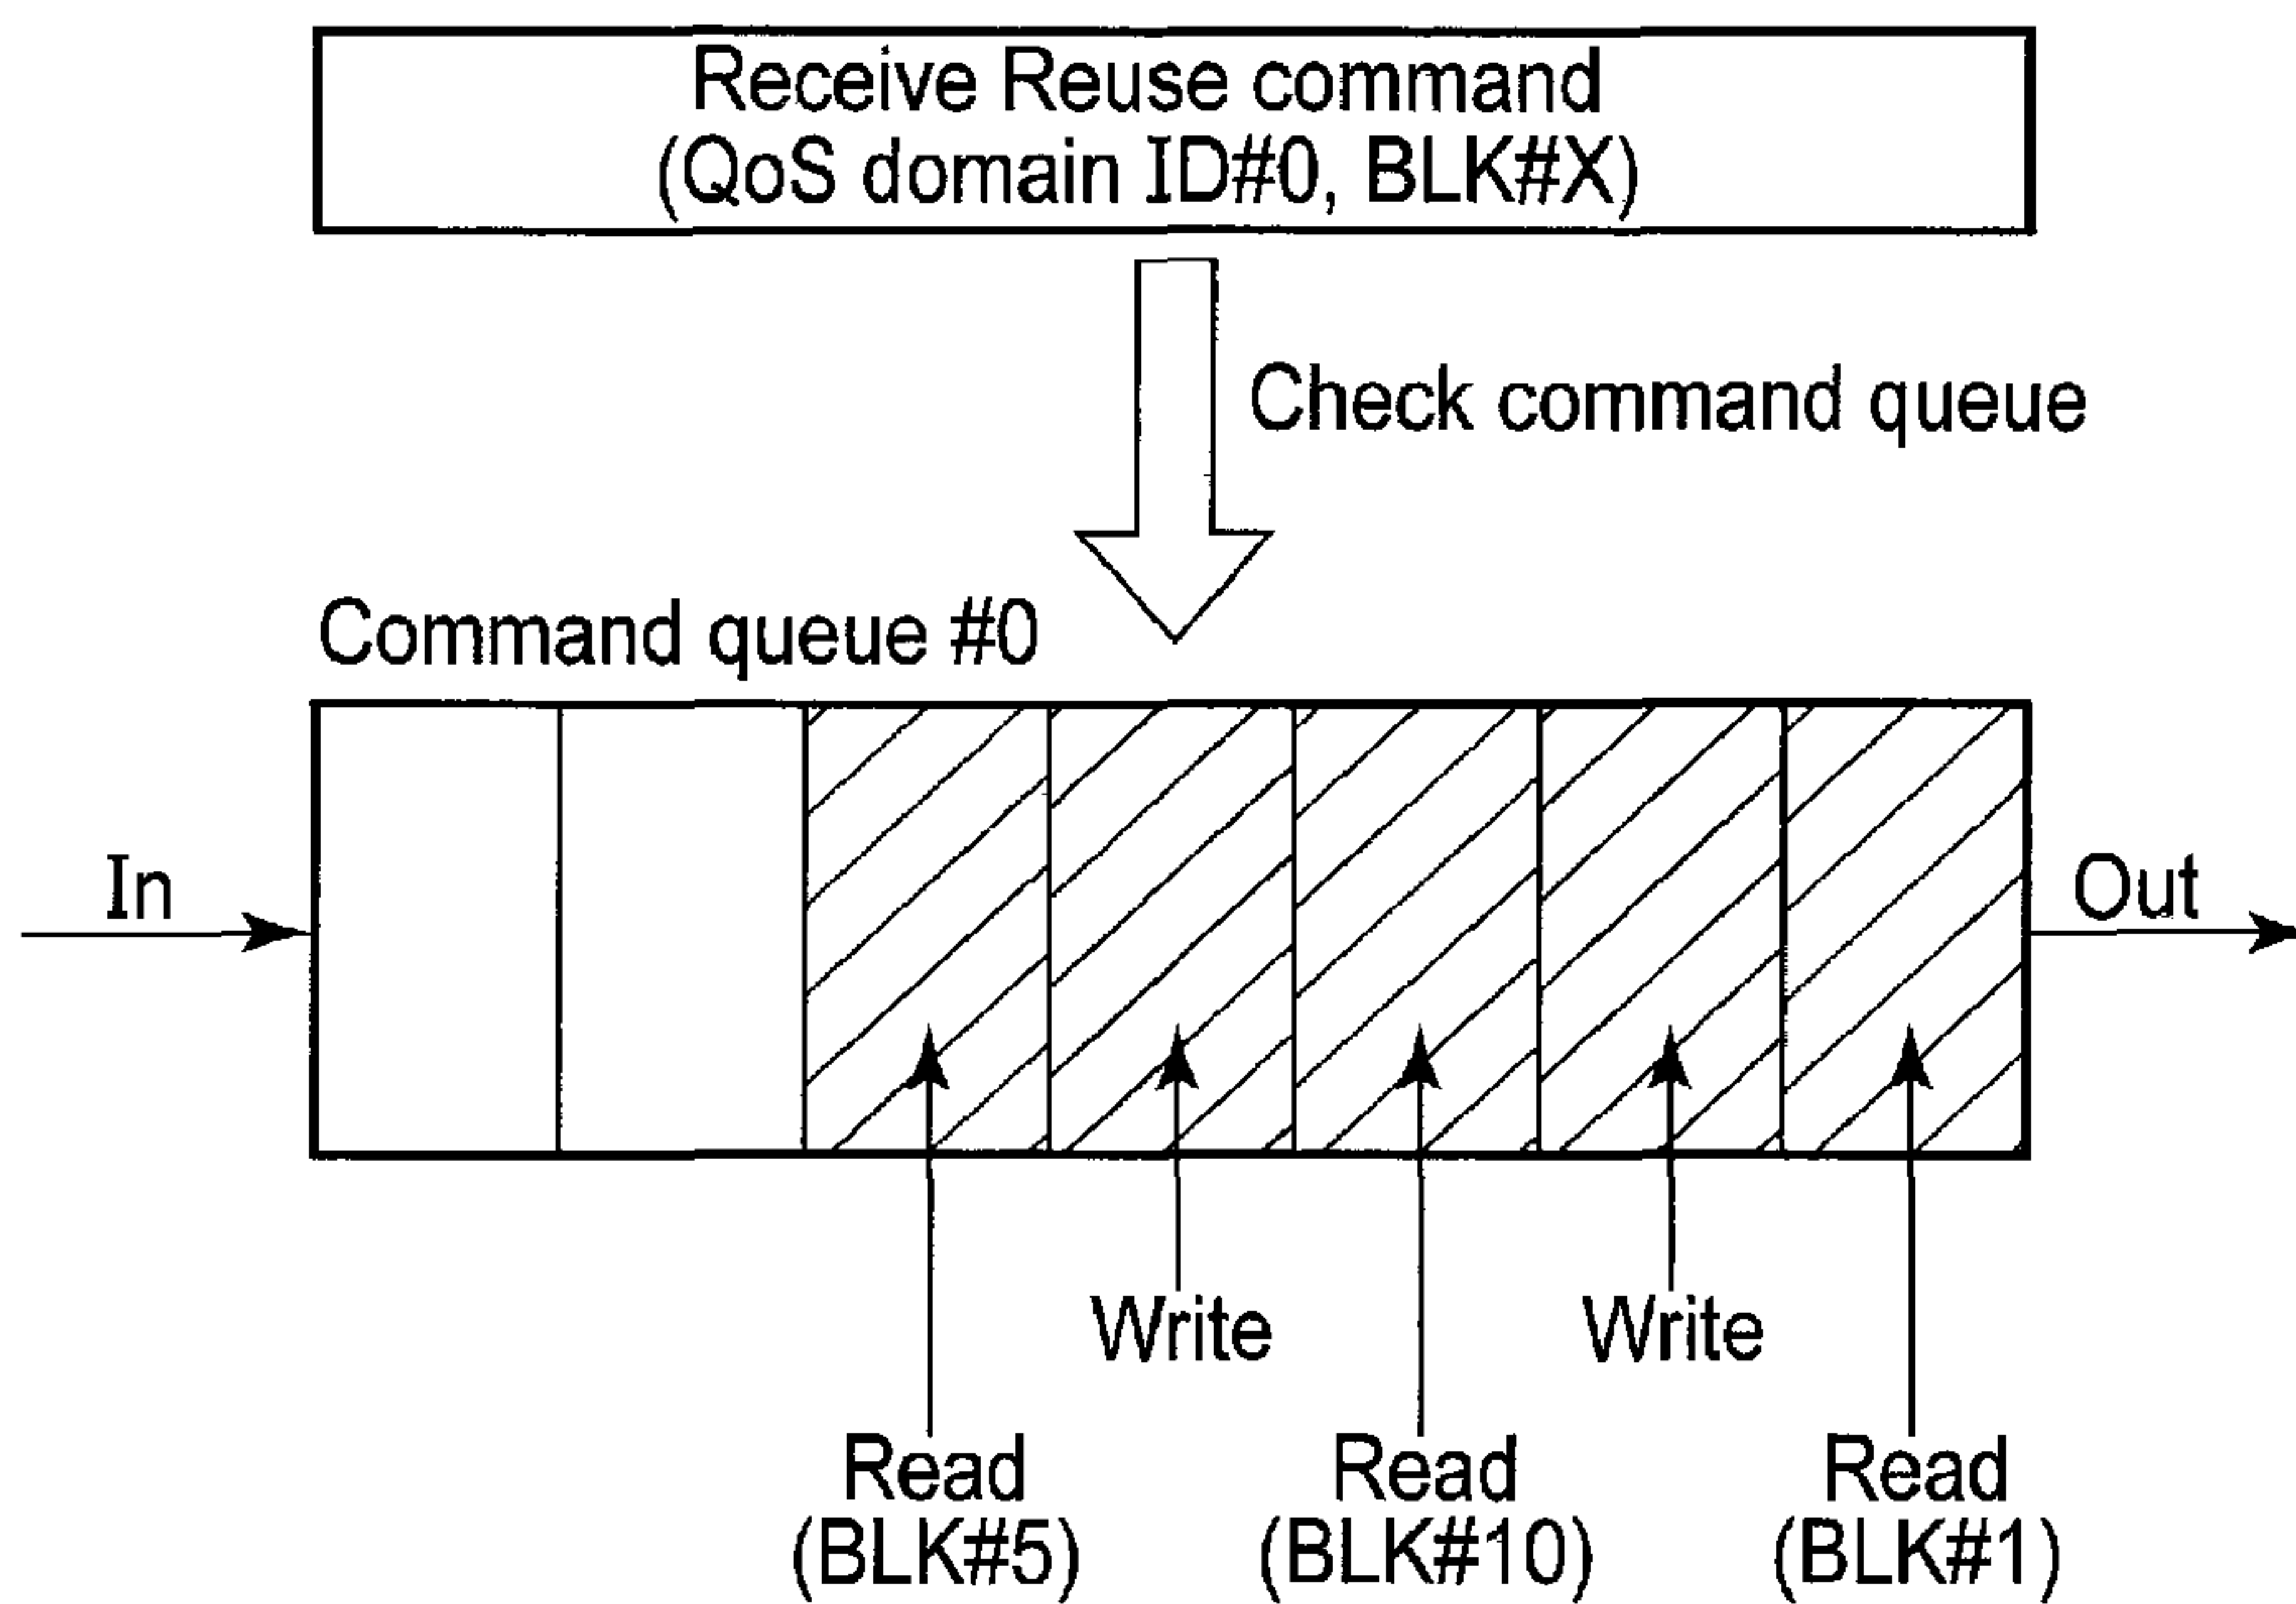 Receive Reuse command
(QoS domain ID#0, BLK#X)
Check command queue
Command queue #0
In
Out
Write
Write
Read
(BLK#5)
Read
(BLK#10)
Read
(BLK#1)